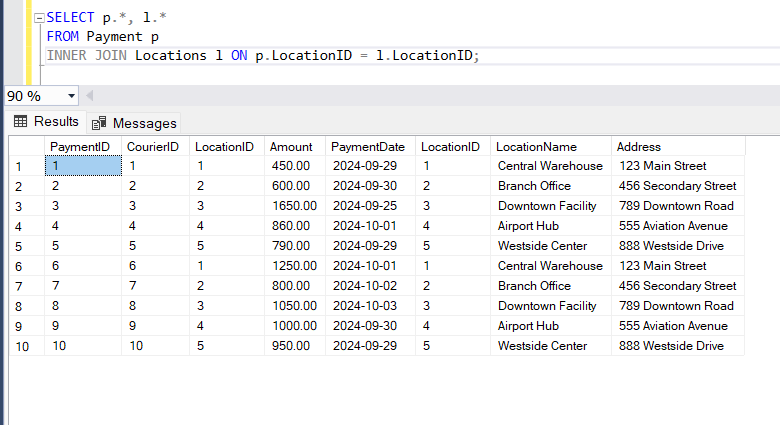 SELECT p.*, l.*
FROM Payment p
INNER JOIN Locations l ON p.LocationID = l.LocationID;
90 %
Results Messages
PaymentID CourierID LocationID Amount PaymentDate LocationID LocationName Address
1 1 1 1 450.00 2024-09-29 1 Central Warehouse 123 Main Street
2 2 2 2 600.00 2024-09-30 2 Branch Office 456 Secondary Street
3 3 3 3 1650.00 2024-09-25 3 Downtown Facility 789 Downtown Road
4 4 4 4 860.00 2024-10-01 4 Airport Hub 555 Aviation Avenue
5 5 5 5 790.00 2024-09-29 5 Westside Center 888 Westside Drive
6 6 6 1 1250.00 2024-10-01 1 Central Warehouse 123 Main Street
7 7 7 2 800.00 2024-10-02 2 Branch Office 456 Secondary Street
8 8 8 3 1050.00 2024-10-03 3 Downtown Facility 789 Downtown Road
9 9 9 4 1000.00 2024-09-30 4 Airport Hub 555 Aviation Avenue
10 10 10 5 950.00 2024-09-29 5 Westside Center 888 Westside Drive